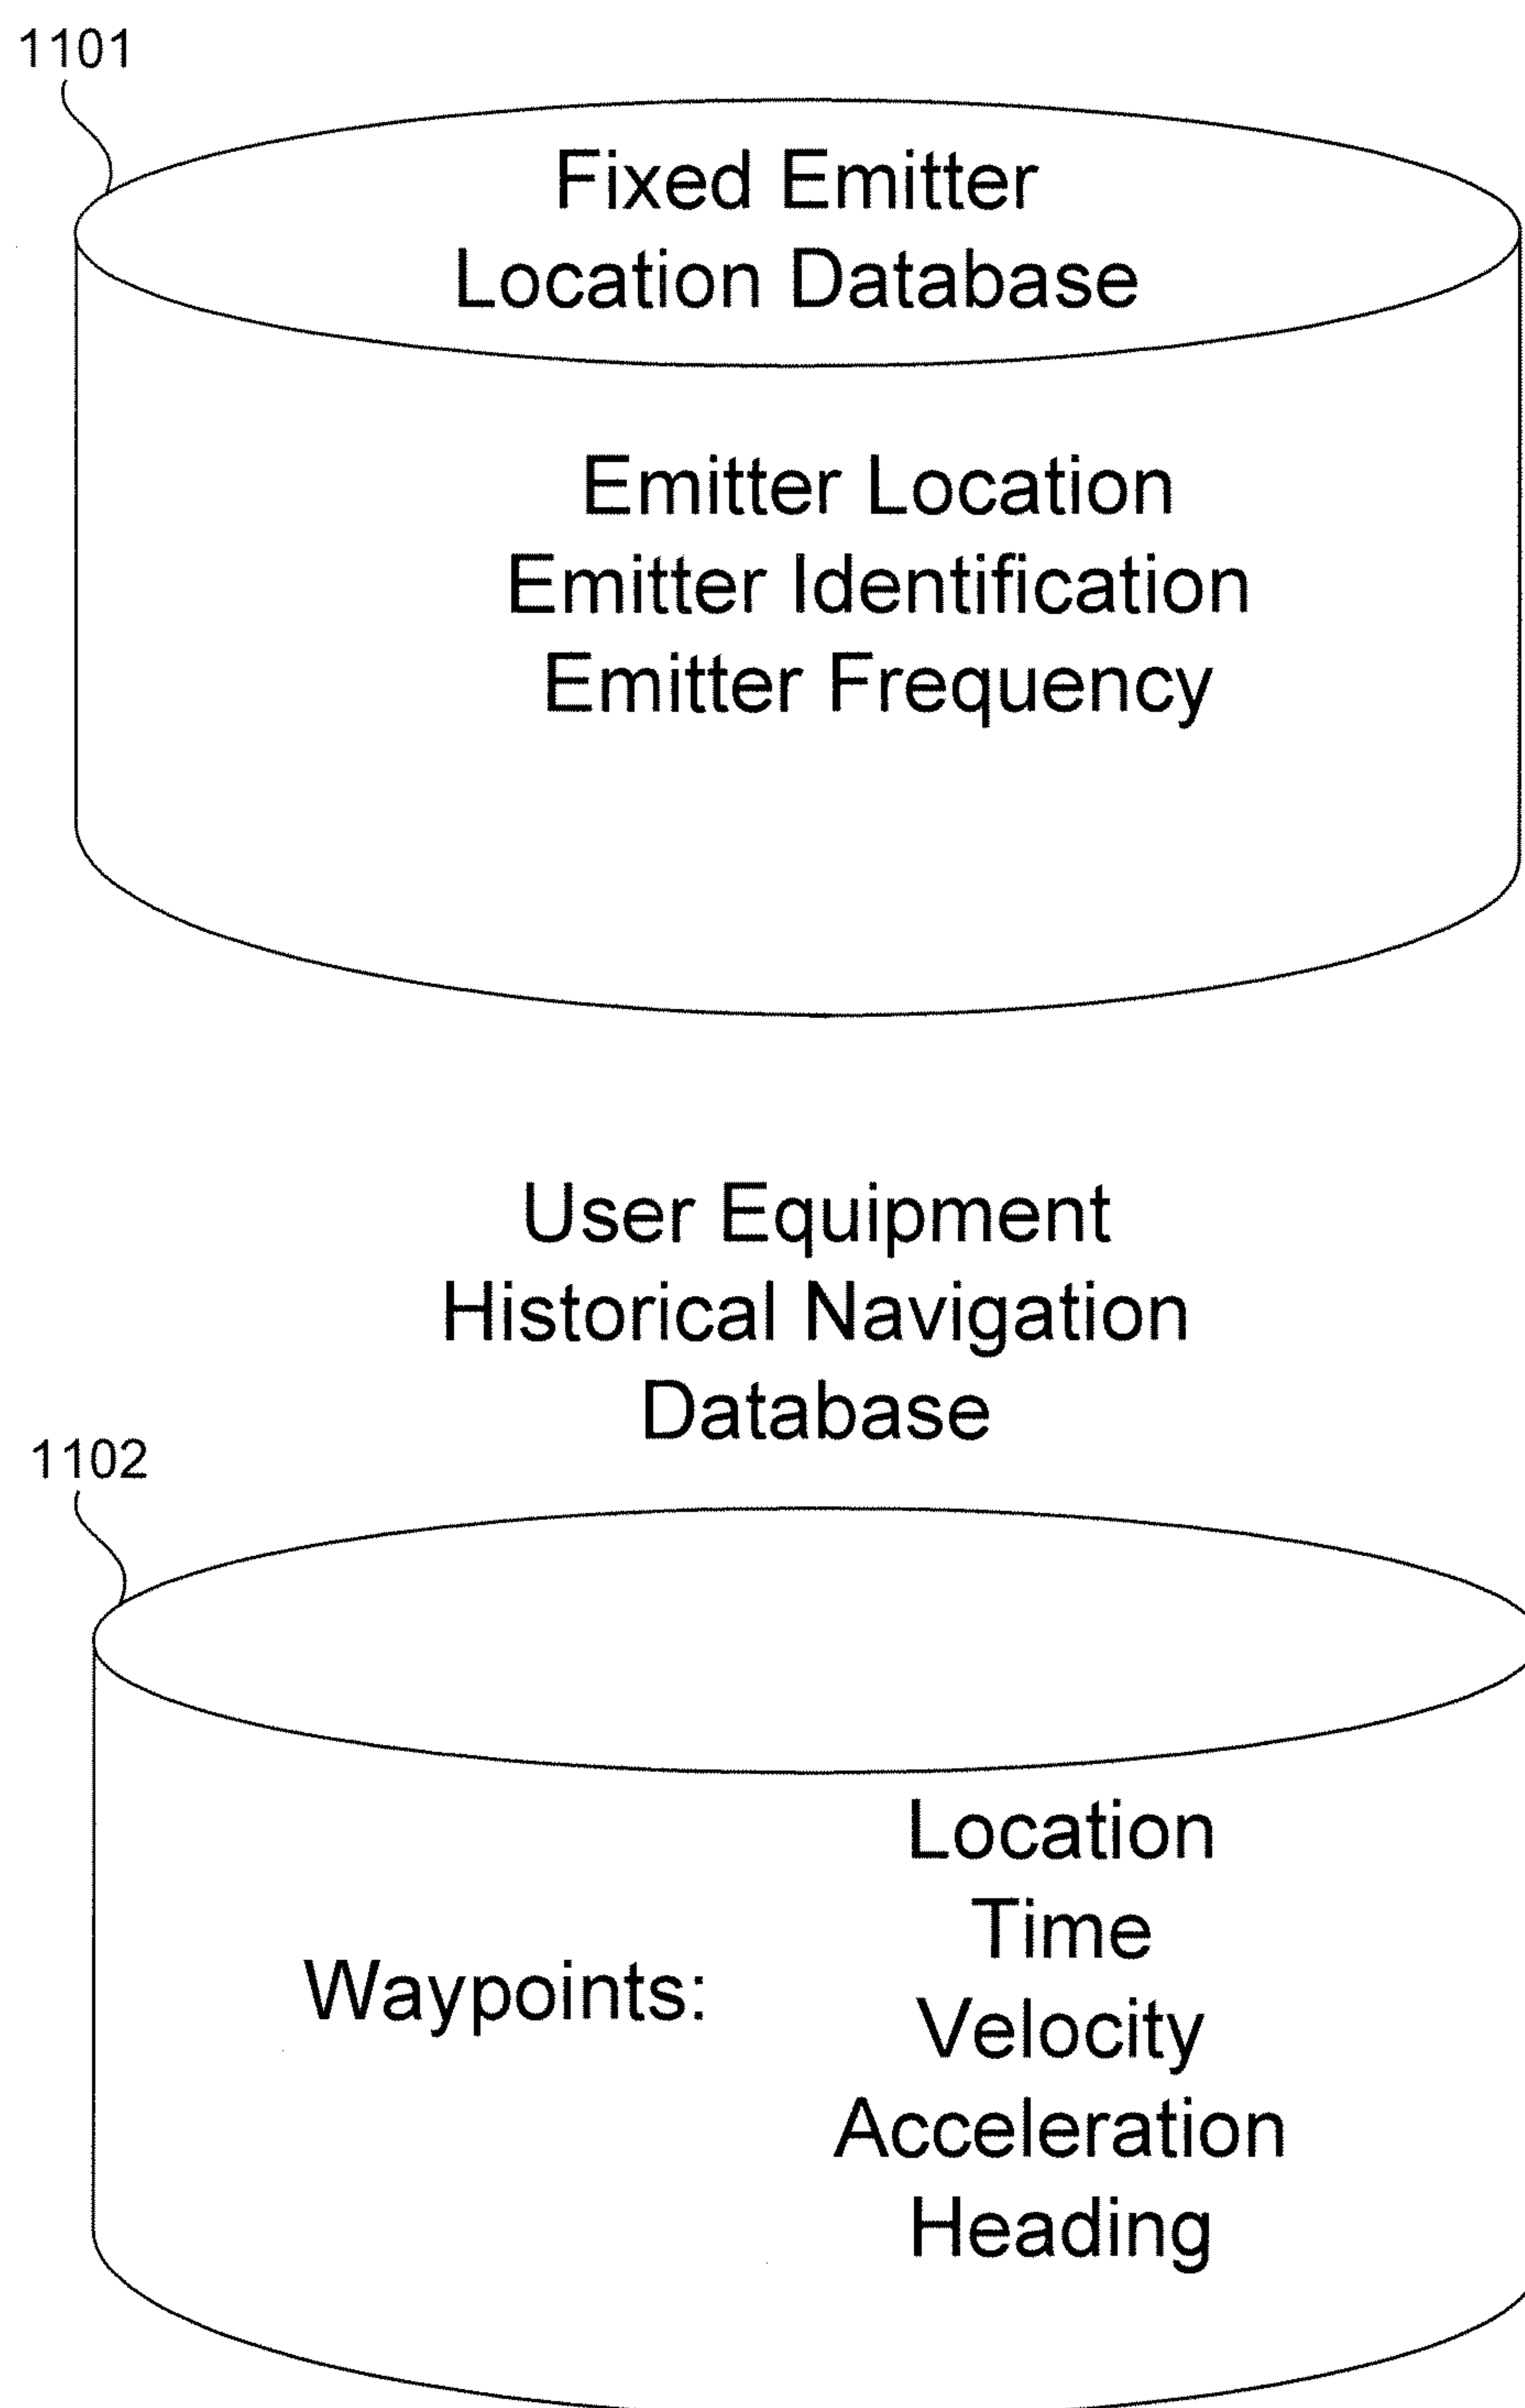 1101
Fixed Emitter
Location Database
Emitter Location
Emitter Identification
Emitter Frequency
User Equipment
Historical Navigation
Database
1102
Waypoints:
Location
Time
Velocity
Acceleration
Heading